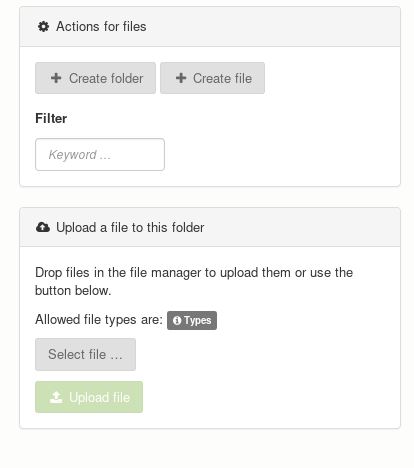 Actions for files
Create folder
Create file
Filter
Keyword …
Upload a file to this folder
Drop files in the file manager to upload them or use the
button below.
Allowed file types are: Types
Select file …
Upload file